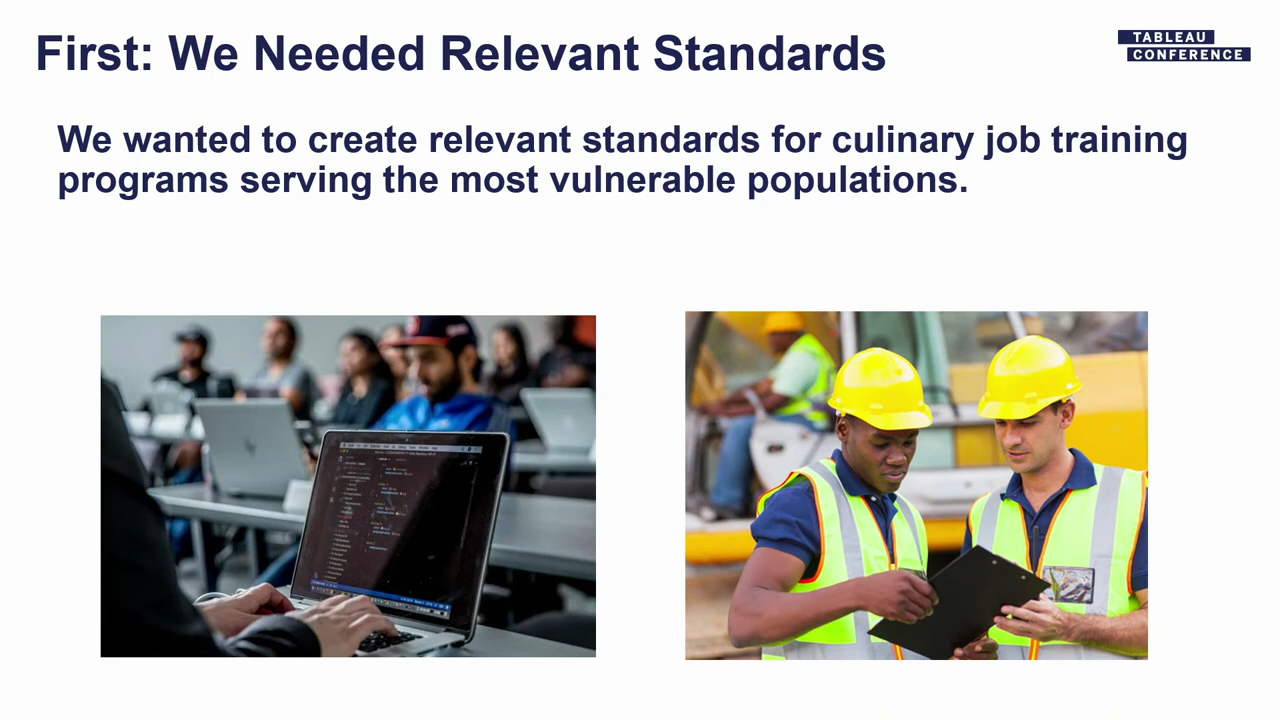 First: We Needed Relevant Standards
TABLEAU
CONFERENCE
We wanted to create relevant standards for culinary job training
programs serving the most vulnerable populations.